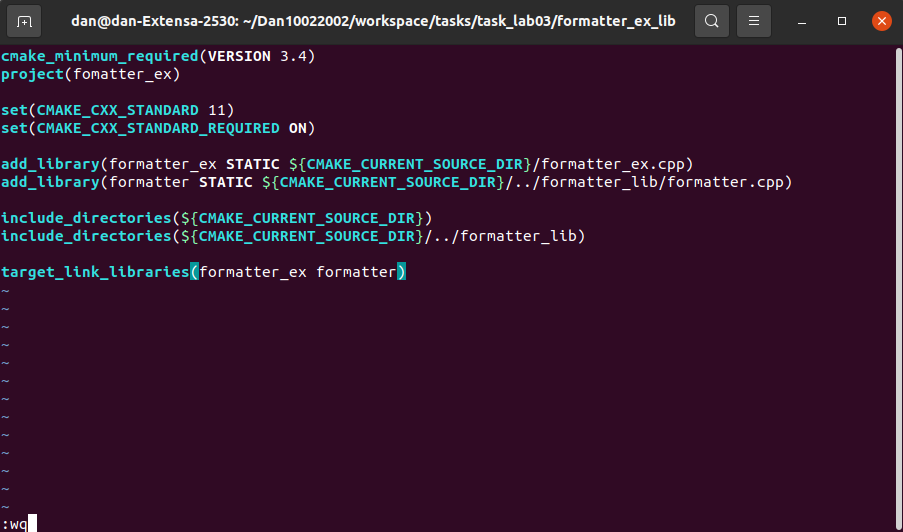 dan@dan-Extensa-2530: ~/Dan10022002/workspace/tasks/task_lab03/formatter_ex_lib
cmake_minimum_required(VERSION 3.4)
project(fomatter_ex)
set(CMAKE_CXX_STANDARD 11)
set(CMAKE_CXX_STANDARD_REQUIRED ON)
add_library(formatter_ex STATIC ${CMAKE_CURRENT_SOURCE_DIR}/formatter_ex.cpp)
add_library(formatter STATIC ${CMAKE_CURRENT_SOURCE_DIR}/../formatter_lib/formatter.cpp)
include_directories(${CMAKE_CURRENT_SOURCE_DIR})
include_directories(${CMAKE_CURRENT_SOURCE_DIR}/../formatter_lib)
target_link_libraries(formatter_ex formatter)
~
~
~
~
~
~
~
~
~
~
~
~
~
:wq